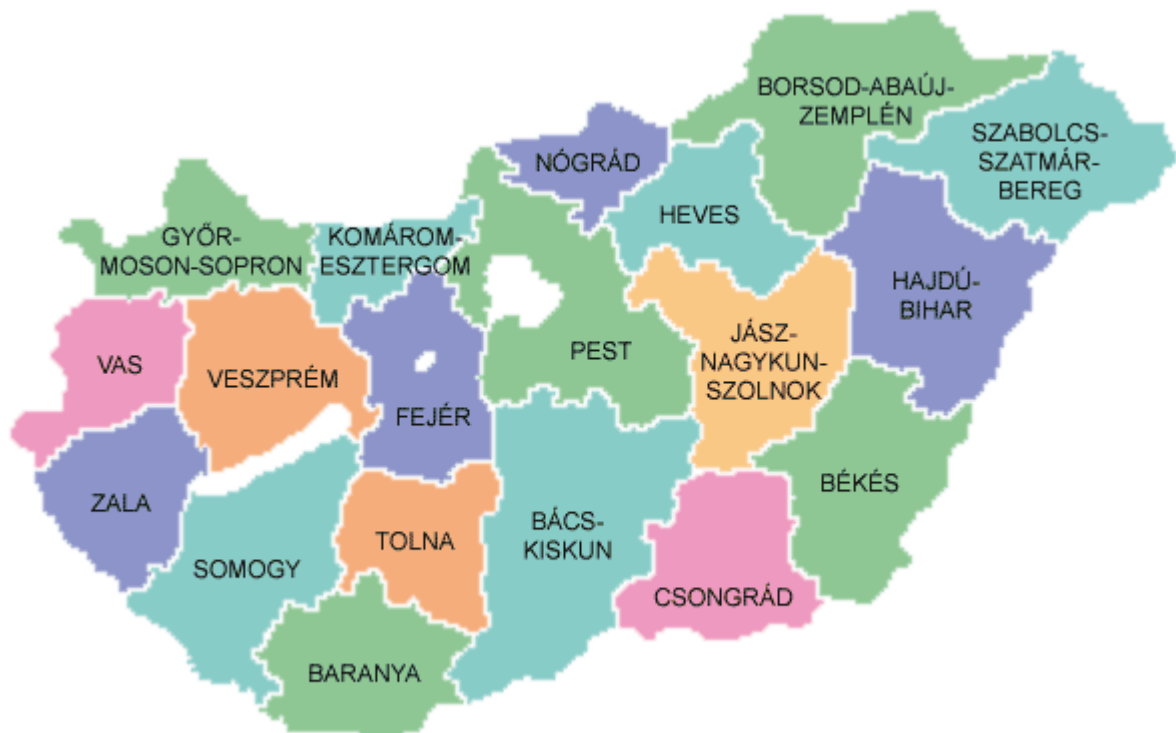 BORSOD-ABAÚJ-
ZEMPLÉN
SZABOLCS-
SZATMÁR-
BEREG
NÓGRÁD
HEVES
GYŐR-
MOSON-SOPRON
KOMÁROM-
ESZTERGOM
HAJDÚ-
BIHAR
VAS
VESZPRÉM
FEJÉR
PEST
JÁSZ-
NAGYKUN-
SZOLNOK
ZALA
SOMOGY
TOLNA
BÁCS-
KISKUN
BÉKÉS
CSONGRÁD
BARANYA